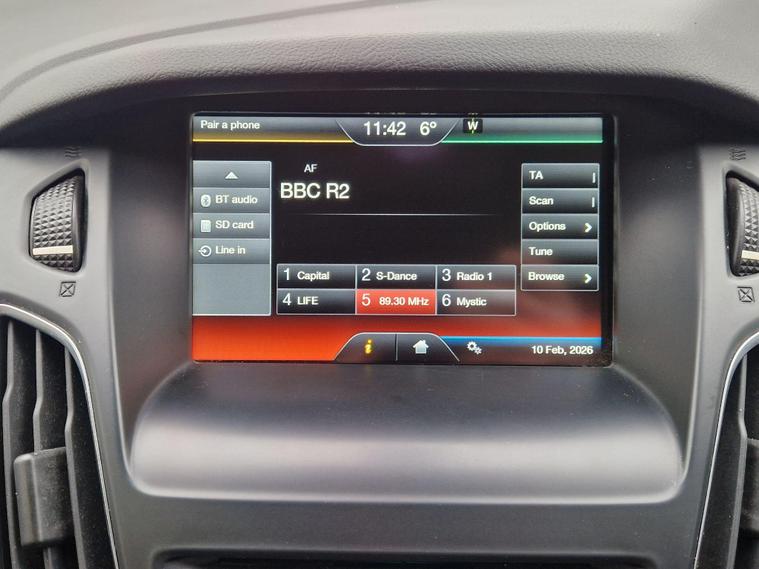 Pair a phone
11:42 6° W
AF
BBC R2
BT audio
SD card
Line in
TA
Scan
Options
Tune
Browse
1 Capital 2 S-Dance 3 Radio 1
4 LIFE 5 89.30 MHz 6 Mystic
i
10 Feb, 2026